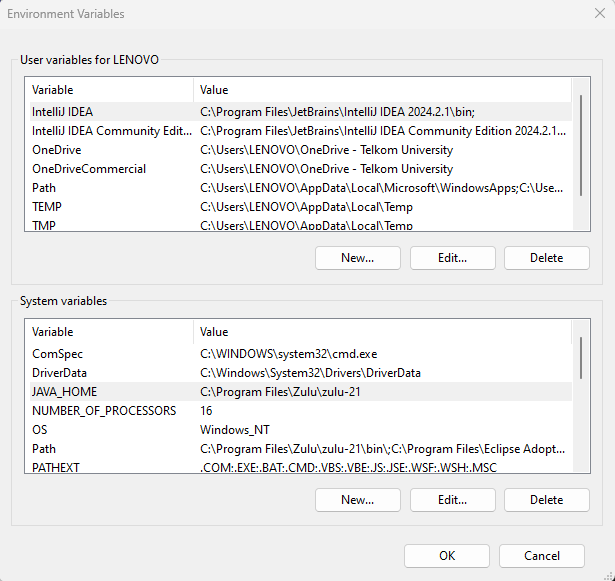 Environment Variables
User variables for LENOVO
Variable Value
IntelliJ IDEA C:\Program Files\JetBrains\IntelliJ IDEA 2024.2.1\bin;
IntelliJ IDEA Community Edit... C:\Program Files\JetBrains\IntelliJ IDEA Community Edition 2024.2.1...
OneDrive C:\Users\LENOVO\OneDrive - Telkom University
OneDriveCommercial C:\Users\LENOVO\OneDrive - Telkom University
Path C:\Users\LENOVO\AppData\Local\Microsoft\WindowsApps;C:\Use...
TEMP C:\Users\LENOVO\AppData\Local\Temp
TMP C:\Users\LENOVO\AppData\Local\Temp
New... Edit... Delete
System variables
Variable Value
ComSpec C:\WINDOWS\system32\cmd.exe
DriverData C:\Windows\System32\Drivers\DriverData
JAVA_HOME C:\Program Files\Zulu\zulu-21
NUMBER_OF_PROCESSORS 16
OS Windows_NT
Path C:\Program Files\Zulu\zulu-21\bin\;C:\Program Files\Eclipse Adopt...
PATHEXT .COM;.EXE;.BAT;.CMD;.VBS;.VBE;.JS;.JSE;.WSF;.WSH;.MSC
New... Edit... Delete
OK Cancel